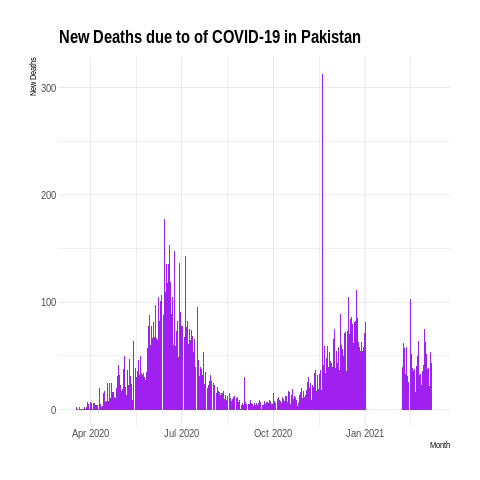 New Deaths due to of COVID-19 in Pakistan
New Deaths
300
200
100
0
Apr 2020 Jul 2020 Oct 2020 Jan 2021
Month